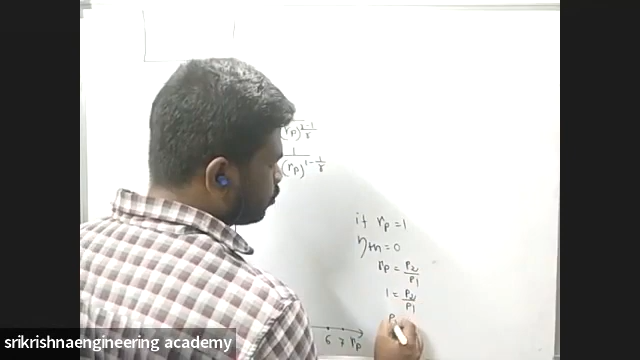 (rp)^(γ-1)/γ
1
(rp)^1-1/γ
if rp = 1
ηth = 0
rp = P2/P1
1 = P2/P1
P
6 7 rp
srikrishnaengineering academy